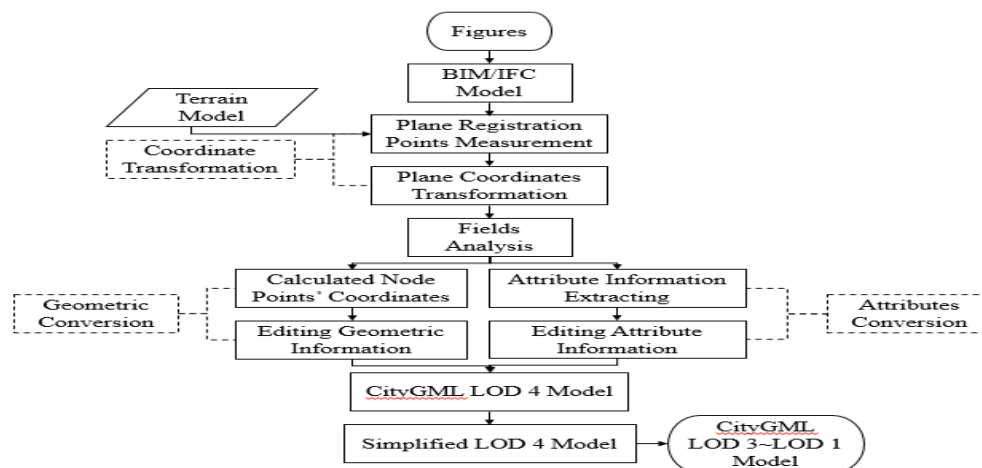 Figures
BIM/IFC
Model
Terrain
Model
Plane Registration
Points Measurement
Coordinate
Transformation
Plane Coordinates
Transformation
Fields
Analysis
Calculated Node
Points' Coordinates
Attribute Information
Extracting
Geometric
Conversion
Attributes
Conversion
Editing Geometric
Information
Editing Attribute
Information
CityGML LOD 4 Model
Simplified LOD 4 Model
CityGML
LOD 3~LOD 1
Model